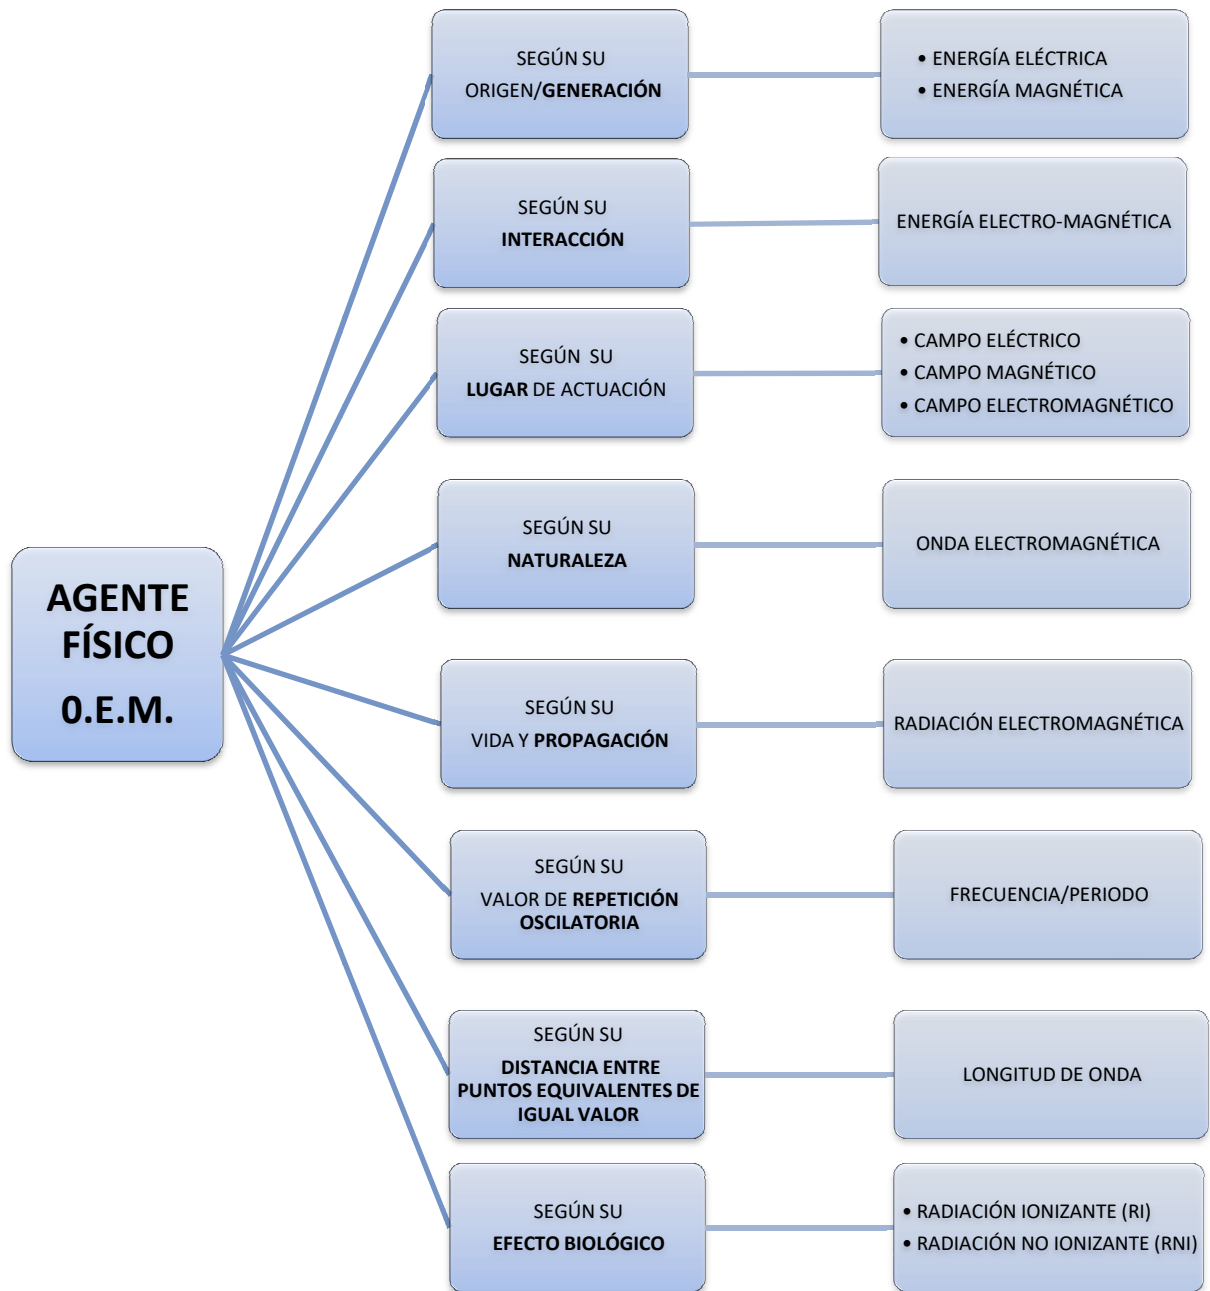 SEGÚN SU
ORIGEN/GENERACIÓN
• ENERGÍA ELÉCTRICA
• ENERGÍA MAGNÉTICA
SEGÚN SU
INTERACCIÓN
ENERGÍA ELECTRO-MAGNÉTICA
SEGÚN SU
LUGAR DE ACTUACIÓN
• CAMPO ELÉCTRICO
• CAMPO MAGNÉTICO
• CAMPO ELECTROMAGNÉTICO
SEGÚN SU
NATURALEZA
ONDA ELECTROMAGNÉTICA
AGENTE
FÍSICO
0.E.M.
SEGÚN SU
VIDA Y PROPAGACIÓN
RADIACIÓN ELECTROMAGNÉTICA
SEGÚN SU
VALOR DE REPETICIÓN
OSCILATORIA
FRECUENCIA/PERIODO
SEGÚN SU
DISTANCIA ENTRE
PUNTOS EQUIVALENTES DE
IGUAL VALOR
LONGITUD DE ONDA
SEGÚN SU
EFECTO BIOLÓGICO
• RADIACIÓN IONIZANTE (RI)
• RADIACIÓN NO IONIZANTE (RNI)